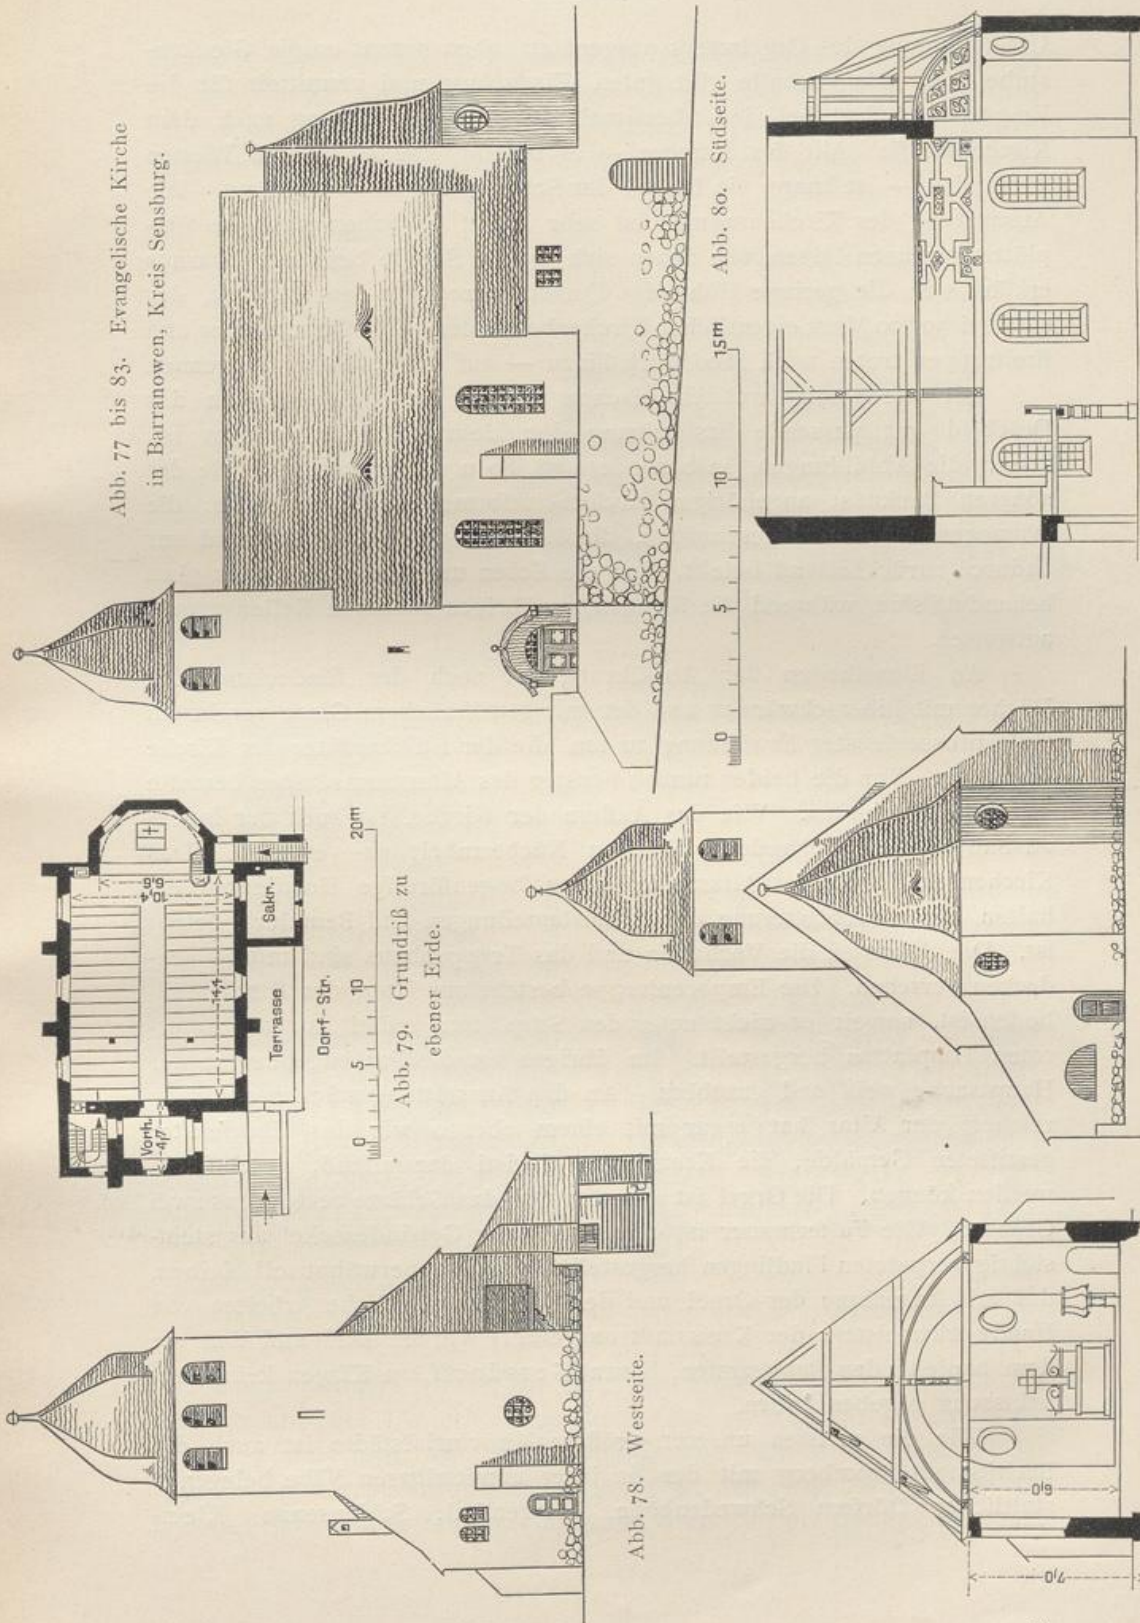 Abb. 77 bis 83. Evangelische Kirche
in Barranowen, Kreis Sensburg.
Abb. 78. Westseite.
Abb. 79. Grundriß zu
ebener Erde.
Abb. 80. Südseite.
Vorh.
4,7
10,4
6,6
14,4
Sakr.
Terrasse
Dorf-Str.
0 5 10 20m
0 5 10 15m
6,0
7,0